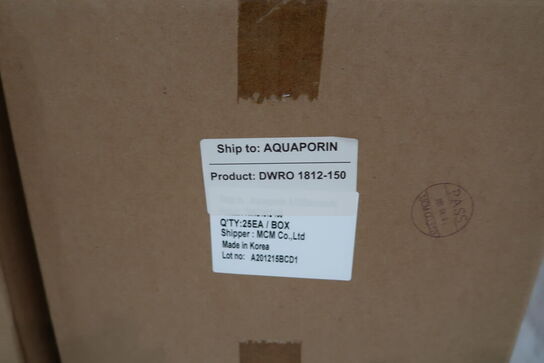 Ship to: AQUAPORIN
Product: DWRO 1812-150
Q'TY:25EA / BOX
Shipper : MCM Co.,Ltd
Made in Korea
Lot no: A201215BCD1
PASS